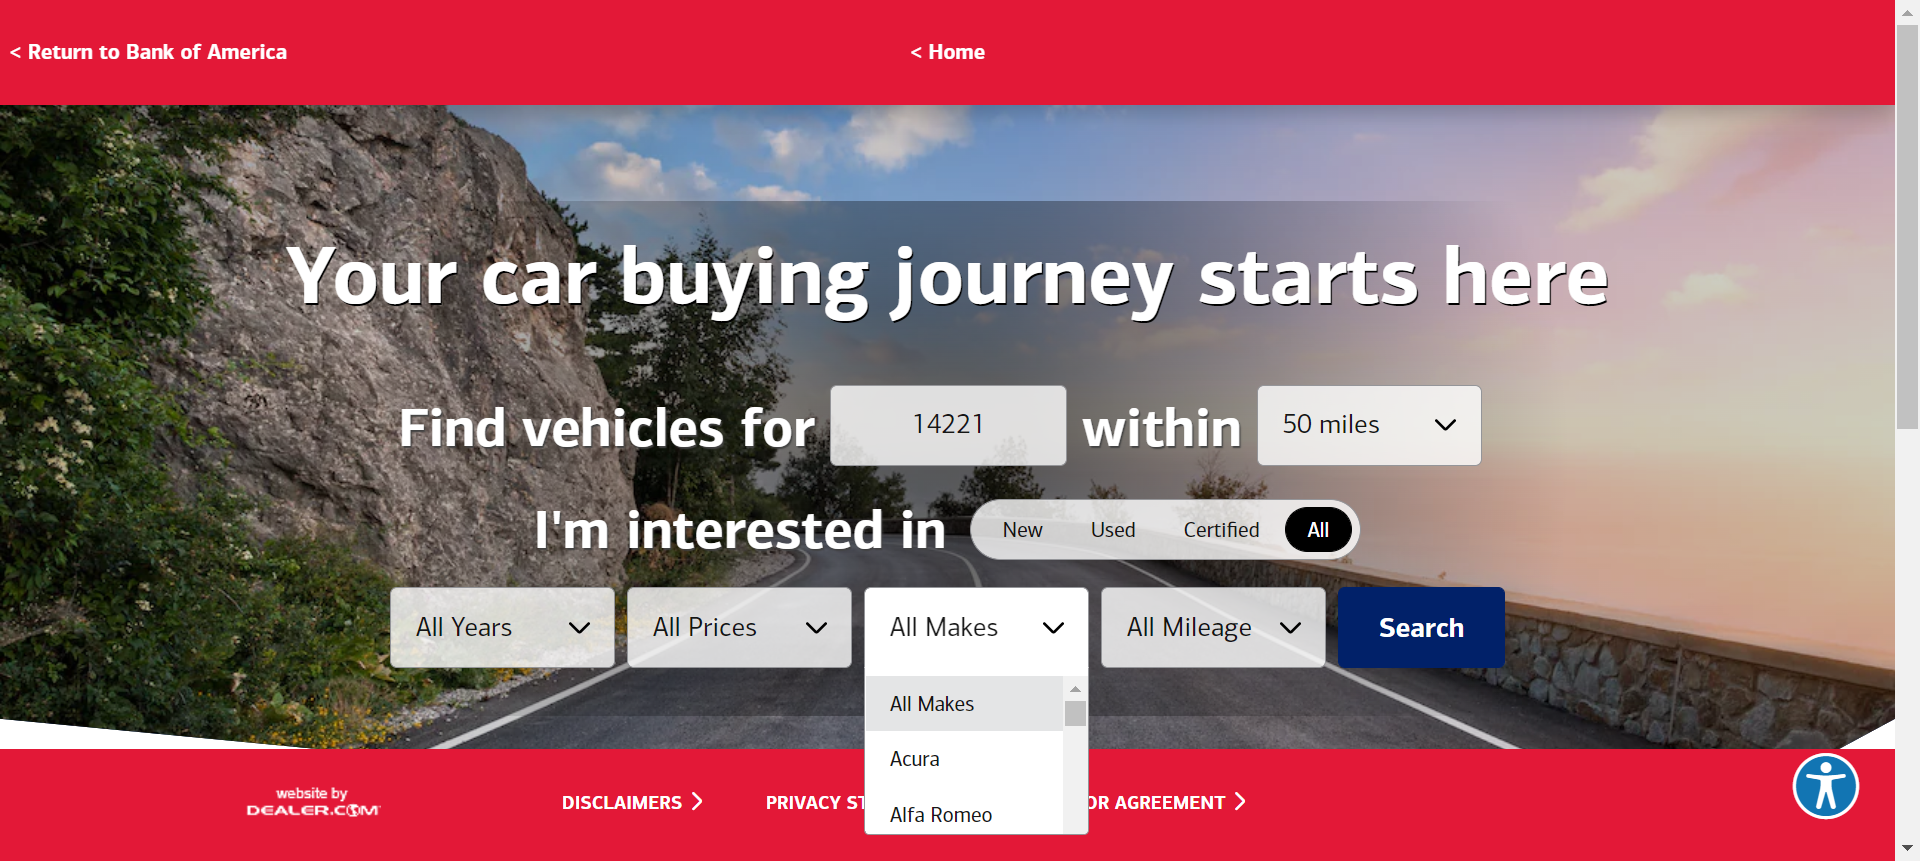 < Return to Bank of America
< Home
Your car buying journey starts here
Find vehicles for 14221 within 50 miles
I'm interested in New Used Certified All
All Years All Prices All Makes All Mileage Search
All Makes
Acura
Alfa Romeo
website by
DEALER.COM
DISCLAIMERS PRIVACY ST OR AGREEMENT